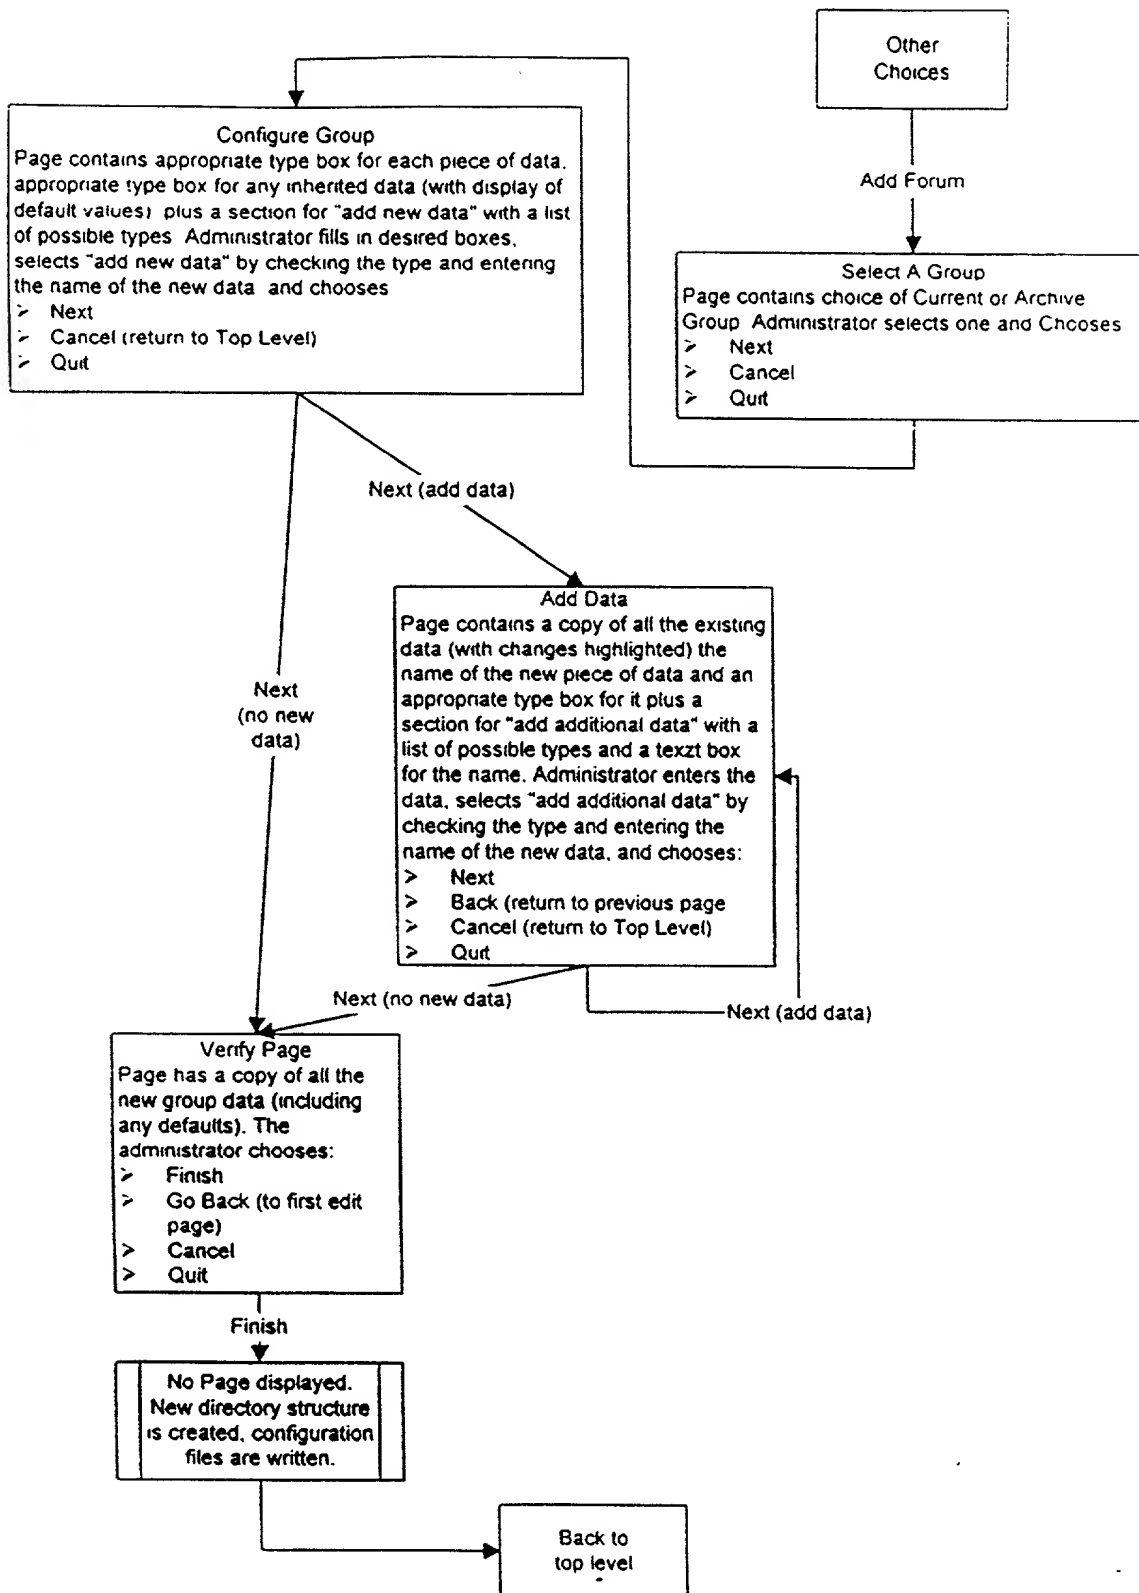 Other
Choices
Add Forum
Select A Group
Page contains choice of Current or Archive
Group Administrator selects one and Chooses
➢ Next
➢ Cancel
➢ Quit
Configure Group
Page contains appropriate type box for each piece of data.
appropriate type box for any inherited data (with display of
default values) plus a section for "add new data" with a list
of possible types Administrator fills in desired boxes,
selects "add new data" by checking the type and entering
the name of the new data and chooses
➢ Next
➢ Cancel (return to Top Level)
➢ Quit
Next (add data)
Next
(no new
data)
Add Data
Page contains a copy of all the existing
data (with changes highlighted) the
name of the new piece of data and an
appropriate type box for it plus a
section for "add additional data" with a
list of possible types and a texzt box
for the name. Administrator enters the
data, selects "add additional data" by
checking the type and entering the
name of the new data, and chooses:
➢ Next
➢ Back (return to previous page
➢ Cancel (return to Top Level)
➢ Quit
Next (no new data)
Next (add data)
Verify Page
Page has a copy of all the
new group data (including
any defaults). The
administrator chooses:
➢ Finish
➢ Go Back (to first edit
page)
➢ Cancel
➢ Quit
Finish
No Page displayed.
New directory structure
is created, configuration
files are written.
Back to
top level